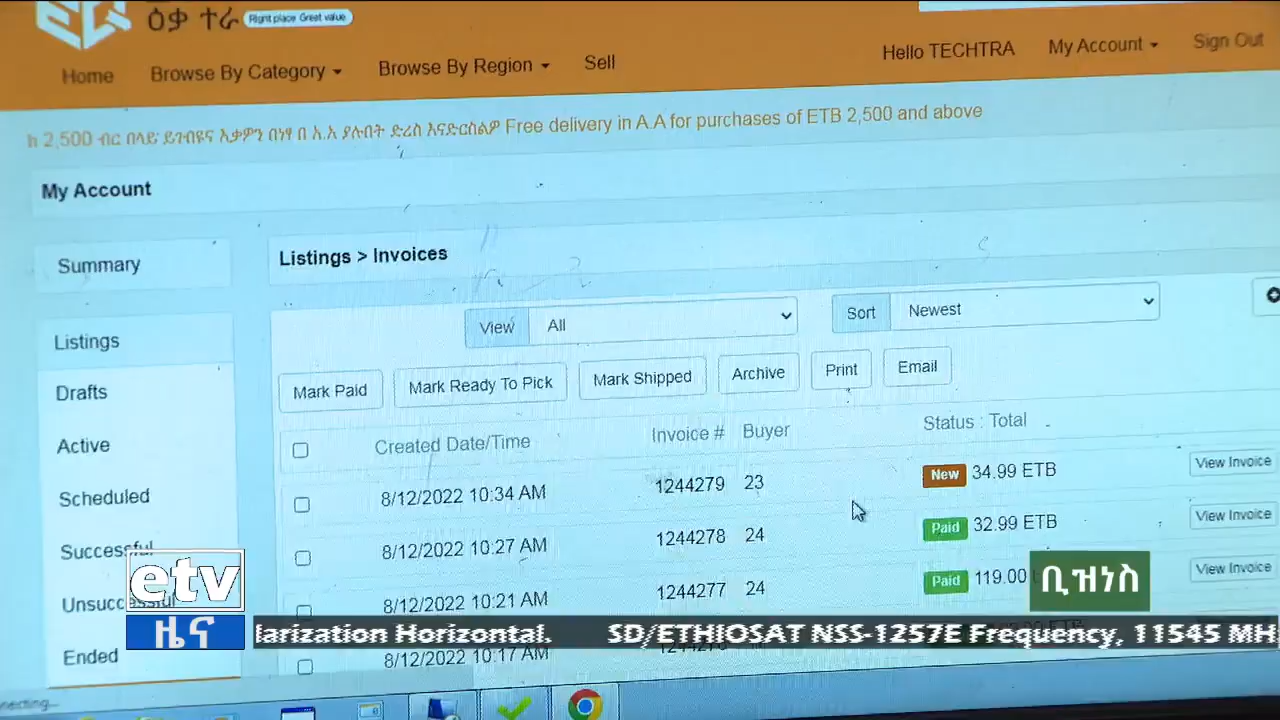 ዕቃ ተራ Right place Great value
Home Browse By Category Browse By Region Sell Hello TECHTRA My Account Sign Out
ከ 2,500 ብር በላይ ይገብዩና እቃዎን በነፃ በ አ.አ ያሉበት ድረስ እናድርስልዎ Free delivery in A.A for purchases of ETB 2,500 and above
My Account
Summary
Listings > Invoices
View All Sort Newest
Listings
Mark Paid Mark Ready To Pick Mark Shipped Archive Print Email
Drafts
Created Date/Time Invoice # Buyer Status : Total
Active
8/12/2022 10:34 AM 1244279 23 New 34.99 ETB View Invoice
Scheduled
8/12/2022 10:27 AM 1244278 24 Paid 32.99 ETB View Invoice
Successful
8/12/2022 10:21 AM 1244277 24 Paid 119.00 View Invoice
Unsuccessful
8/12/2022 10:17 AM
Ended
etv
ዜና
ቢዝነስ
larization Horizontal. SD/ETHIOSAT NSS-1257E Frequency, 11545 MH